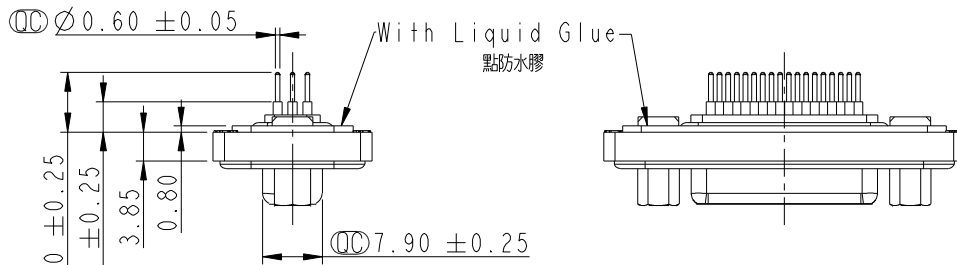 QC Ø0.60 ±0.05
With Liquid Glue
點防水膠
0 ±0.25
±0.25
3.85
0.80
QC 7.90 ±0.25